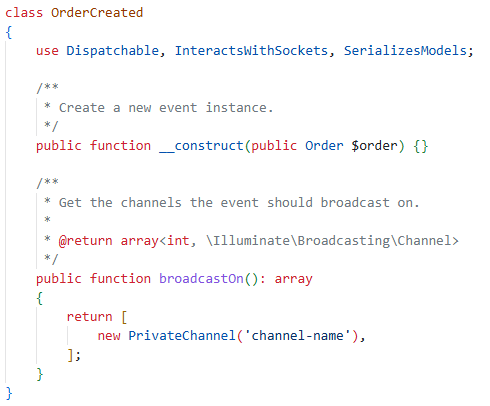 class OrderCreated
{
    use Dispatchable, InteractsWithSockets, SerializesModels;

    /**
     * Create a new event instance.
     */
    public function __construct(public Order $order) {}

    /**
     * Get the channels the event should broadcast on.
     *
     * @return array<int, \Illuminate\Broadcasting\Channel>
     */
    public function broadcastOn(): array
    {
        return [
            new PrivateChannel('channel-name'),
        ];
    }
}